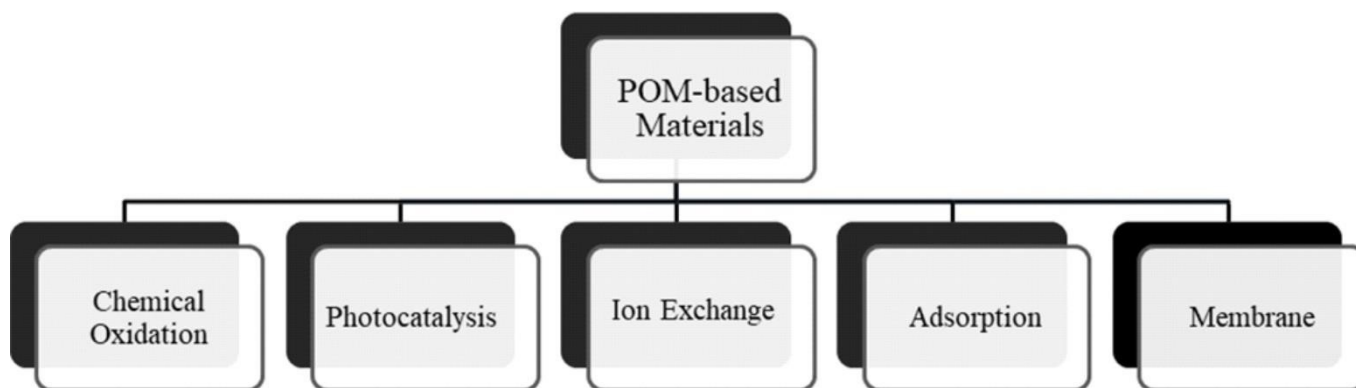 POM-based
Materials
Chemical
Oxidation
Photocatalysis
Ion Exchange
Adsorption
Membrane